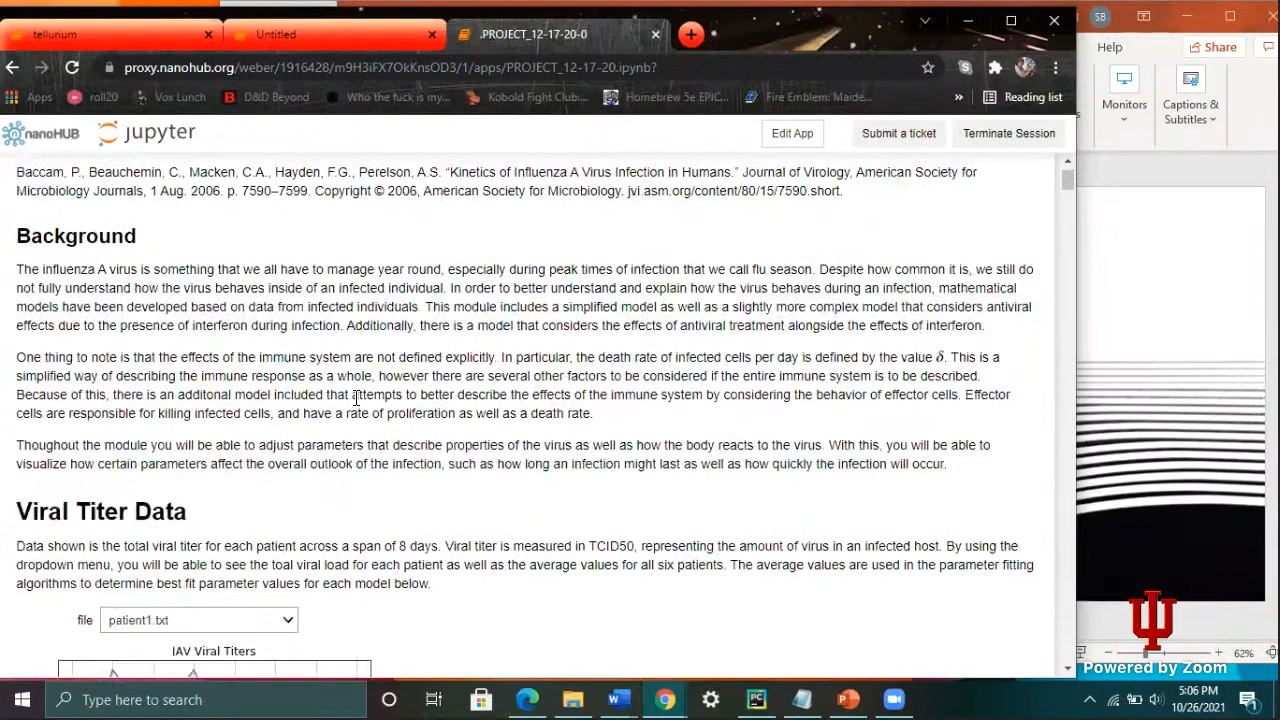 SB
tellurium
Untitled
.PROJECT_12-17-20-0
Help
Share
proxy.nanohub.org/weber/1916428/m9H3iFX7OkKnsOD3/1/apps/PROJECT_12-17-20.ipynb?
Apps
roll20
Vox Lunch
D&D Beyond
Who the fuck is my...
Kobold Fight Club:...
Homebrew 5e EPIC...
Fire Emblem: Maide...
»
Reading list
Monitors
Captions &
Subtitles
nanoHUB
jupyter
Edit App
Submit a ticket
Terminate Session
Baccam, P., Beauchemin, C., Macken, C.A., Hayden, F.G., Perelson, A.S. “Kinetics of Influenza A Virus Infection in Humans.” Journal of Virology, American Society for
Microbiology Journals, 1 Aug. 2006. p. 7590–7599. Copyright © 2006, American Society for Microbiology. jvi.asm.org/content/80/15/7590.short.
Background
The influenza A virus is something that we all have to manage year round, especially during peak times of infection that we call flu season. Despite how common it is, we still do
not fully understand how the virus behaves inside of an infected individual. In order to better understand and explain how the virus behaves during an infection, mathematical
models have been developed based on data from infected individuals. This module includes a simplified model as well as a slightly more complex model that considers antiviral
effects due to the presence of interferon during infection. Additionally, there is a model that considers the effects of antiviral treatment alongside the effects of interferon.
One thing to note is that the effects of the immune system are not defined explicitly. In particular, the death rate of infected cells per day is defined by the value δ. This is a
simplified way of describing the immune response as a whole, however there are several other factors to be considered if the entire immune system is to be described.
Because of this, there is an additonal model included that attempts to better describe the effects of the immune system by considering the behavior of effector cells. Effector
cells are responsible for killing infected cells, and have a rate of proliferation as well as a death rate.
Thoughout the module you will be able to adjust parameters that describe properties of the virus as well as how the body reacts to the virus. With this, you will be able to
visualize how certain parameters affect the overall outlook of the infection, such as how long an infection might last as well as how quickly the infection will occur.
Viral Titer Data
Data shown is the total viral titer for each patient across a span of 8 days. Viral titer is measured in TCID50, representing the amount of virus in an infected host. By using the
dropdown menu, you will be able to see the toal viral load for each patient as well as the average values for all six patients. The average values are used in the parameter fitting
algorithms to determine best fit parameter values for each model below.
file
patient1.txt
IAV Viral Titers
62%
Powered by Zoom
Type here to search
5:06 PM
10/26/2021
1